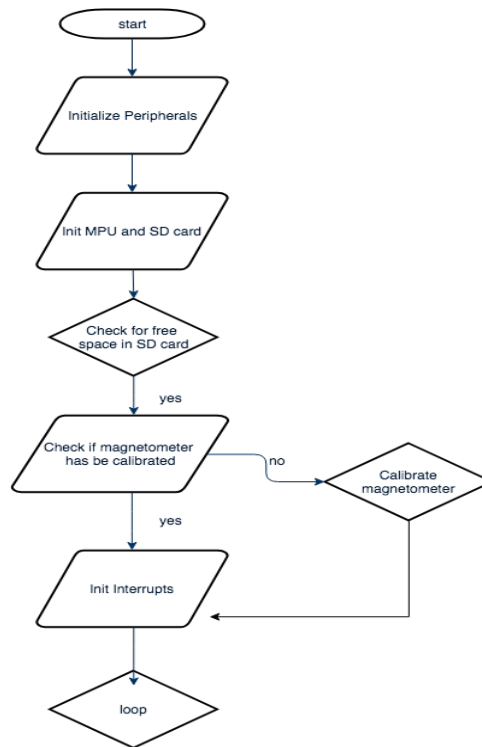 start
Initialize Peripherals
Init MPU and SD card
Check for free
space in SD card
yes
Check if magnetometer
has be calibrated
no
Calibrate
magnetometer
yes
Init Interrupts
loop